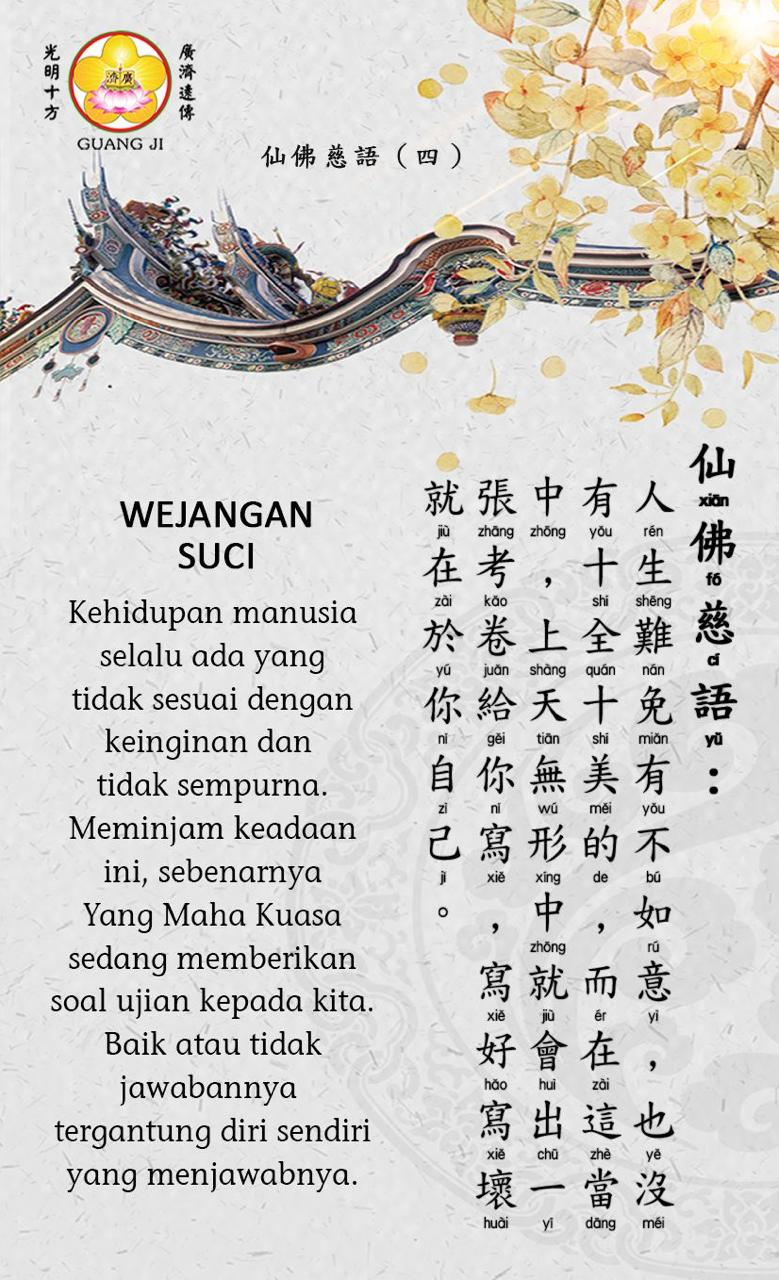 光明十方
廣濟
廣濟遠傳
GUANG JI
仙佛慈語（四）
WEJANGAN
SUCI
Kehidupan manusia
selalu ada yang
tidak sesuai dengan
keinginan dan
tidak sempurna.
Meminjam keadaan
ini, sebenarnya
Yang Maha Kuasa
sedang memberikan
soal ujian kepada kita.
Baik atau tidak
jawabannya
tergantung diri sendiri
yang menjawabnya.
仙佛慈語：
xiān fó cí yǔ
人生難免有不如意，也沒
rén shēng nán miǎn yǒu bú rú yì yě méi
有十全十美的，而在這當
yǒu shí quán shí měi de ér zài zhè dāng
中，上天無形中就會出一
zhōng shàng tiān wú xíng zhōng jiù huì chū yī
張考卷給你寫，寫好寫壞
zhāng kǎo juàn gěi nǐ xiě xiě hǎo xiě huài
就在於你自己。
jiù zài yú nǐ zì jǐ